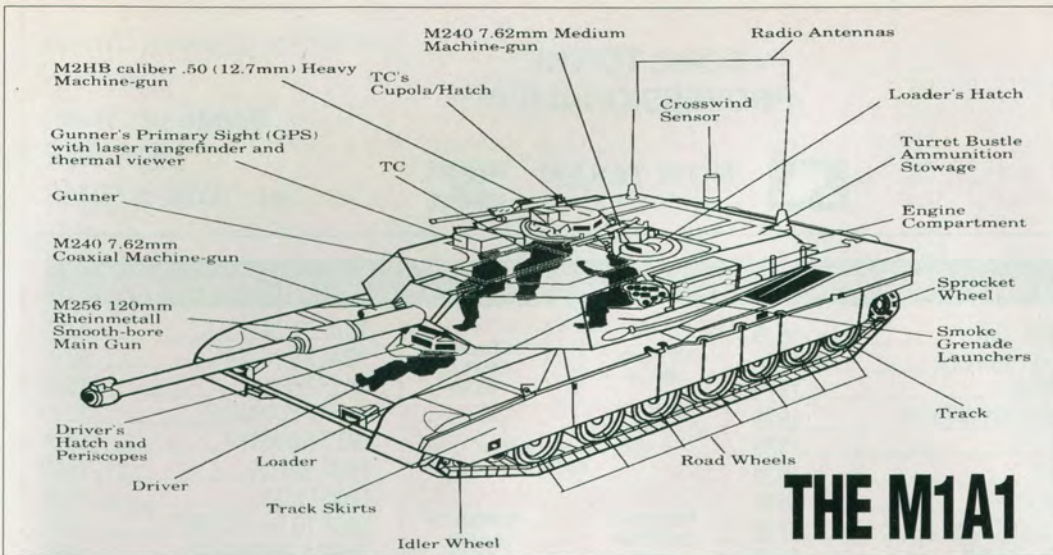 M240 7.62mm Medium
Machine-gun
Radio Antennas
M2HB caliber .50 (12.7mm) Heavy
Machine-gun
TC's
Cupola/Hatch
Crosswind
Sensor
Loader's Hatch
Gunner's Primary Sight (GPS)
with laser rangefinder and
thermal viewer
TC
Turret Bustle
Ammunition
Stowage
Gunner
Engine
Compartment
M240 7.62mm
Coaxial Machine-gun
M256 120mm
Rheinmetall
Smooth-bore
Main Gun
Sprocket
Wheel
Smoke
Grenade
Launchers
Track
Driver's
Hatch and
Periscopes
Loader
Road Wheels
Driver
Track Skirts
Idler Wheel
THE M1A1